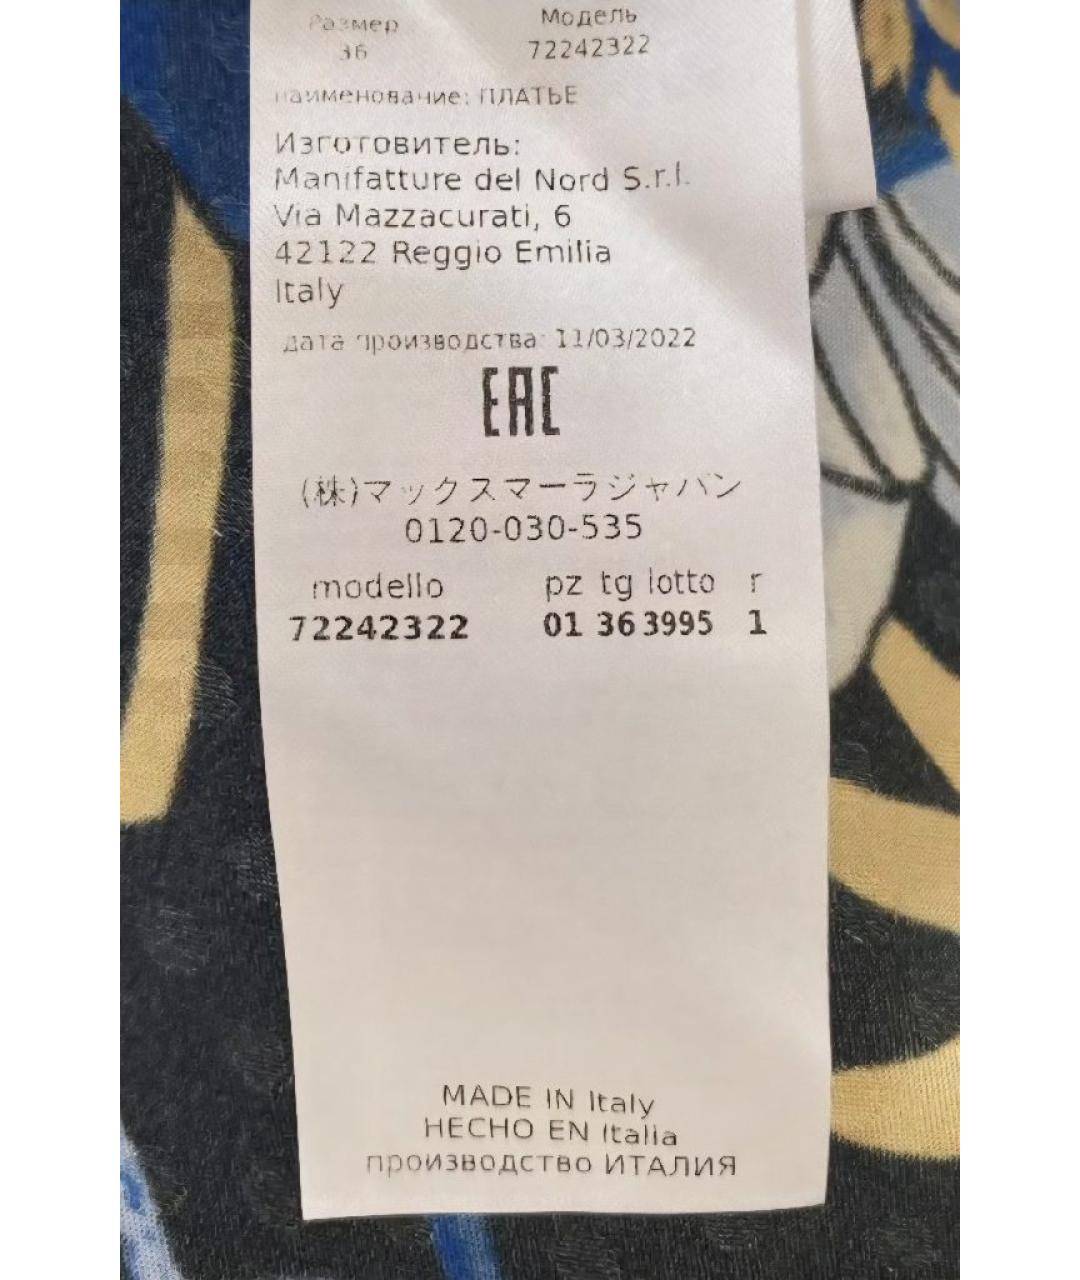 Размер Модель
36 72242322
наименование: ПЛАТЬЕ
Изготовитель:
Manifatture del Nord S.r.l.
Via Mazzacurati, 6
42122 Reggio Emilia
Italy
дата производства: 11/03/2022
EAC
(株)マックスマーラジャパン
0120-030-535
modello pz tg lotto r
72242322 01 36 3995 1
MADE IN Italy
HECHO EN Italia
производство ИТАЛИЯ